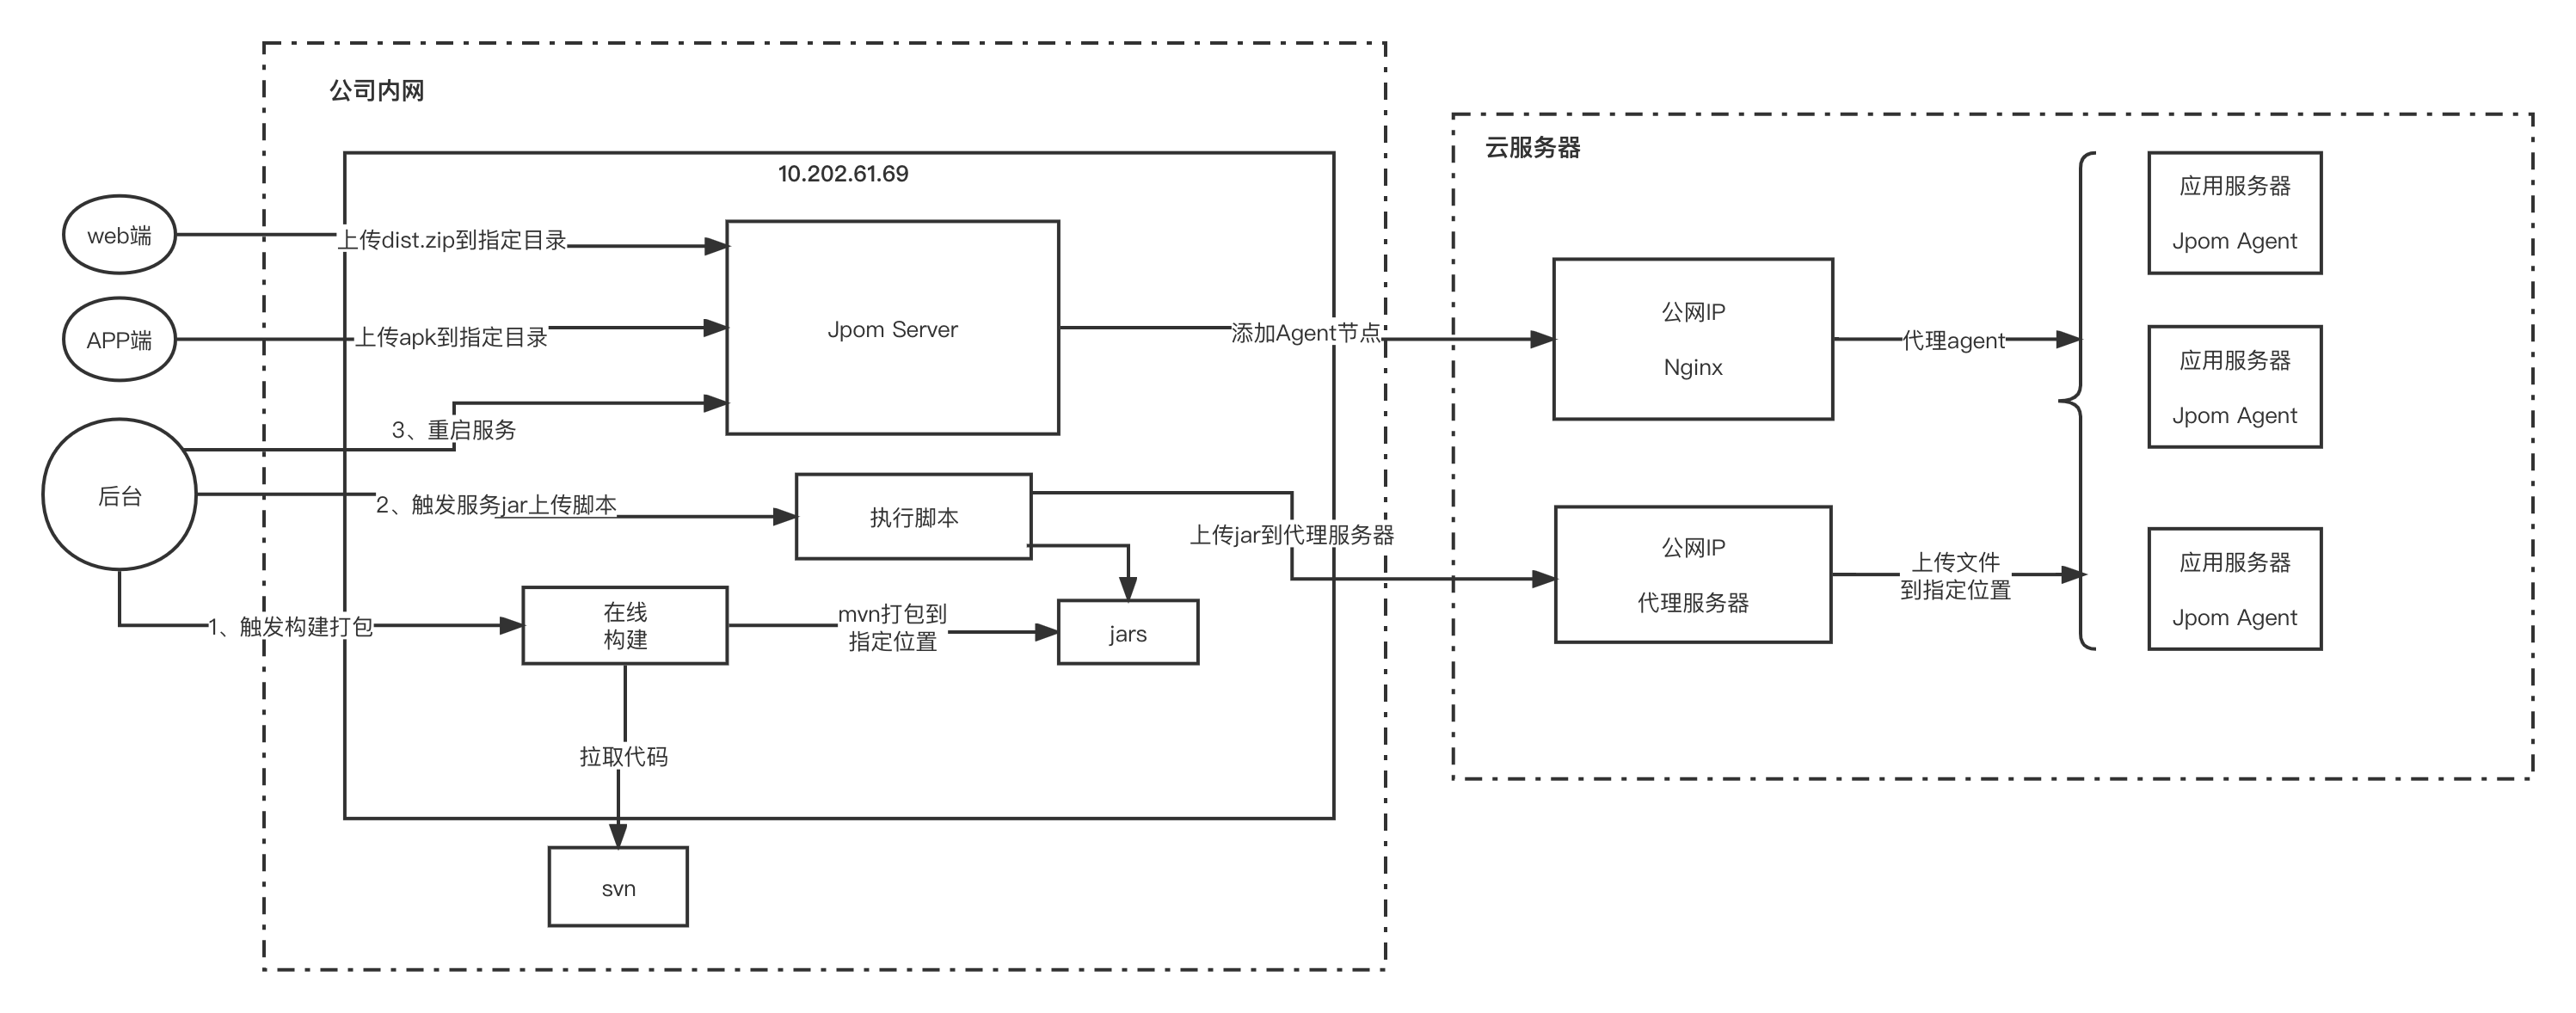 公司内网
云服务器
10.202.61.69
web端
上传dist.zip到指定目录
APP端
上传apk到指定目录
Jpom Server
添加Agent节点
公网IP
Nginx
代理agent
应用服务器
Jpom Agent
应用服务器
Jpom Agent
3、重启服务
后台
2、触发服务jar上传脚本
执行脚本
上传jar到代理服务器
公网IP
代理服务器
上传文件
到指定位置
应用服务器
Jpom Agent
1、触发构建打包
在线
构建
mvn打包到
指定位置
jars
拉取代码
svn